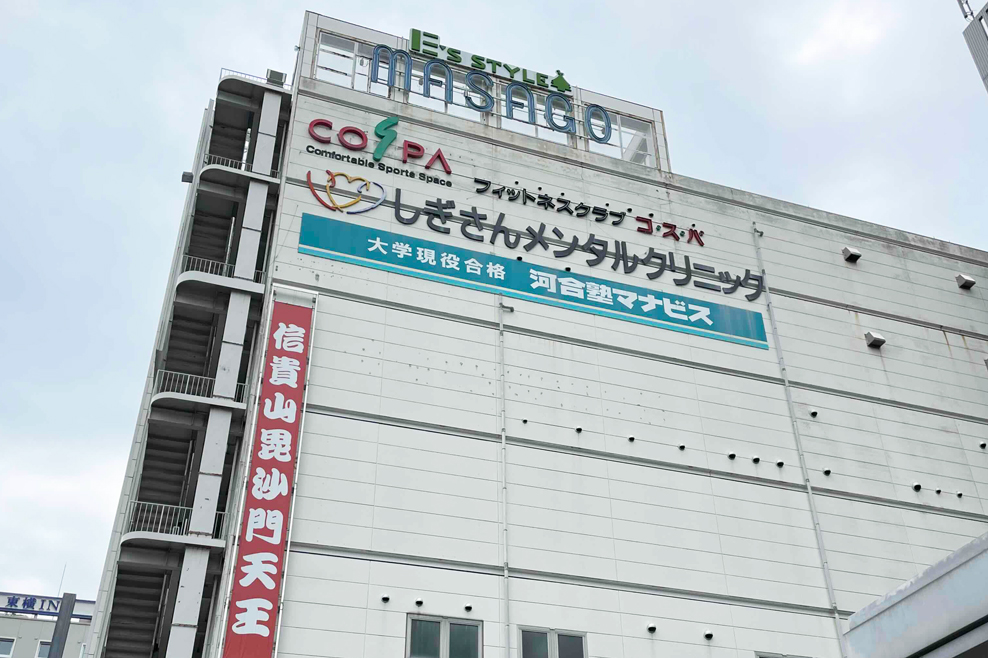 E's STYLE
MASAGO
COSPA
Comfortable Sports Space
フィットネスクラブ コ・ス・パ
しぎさんメンタルクリニック
大学現役合格 河合塾マナビス
信貴山毘沙門天王
東横IN